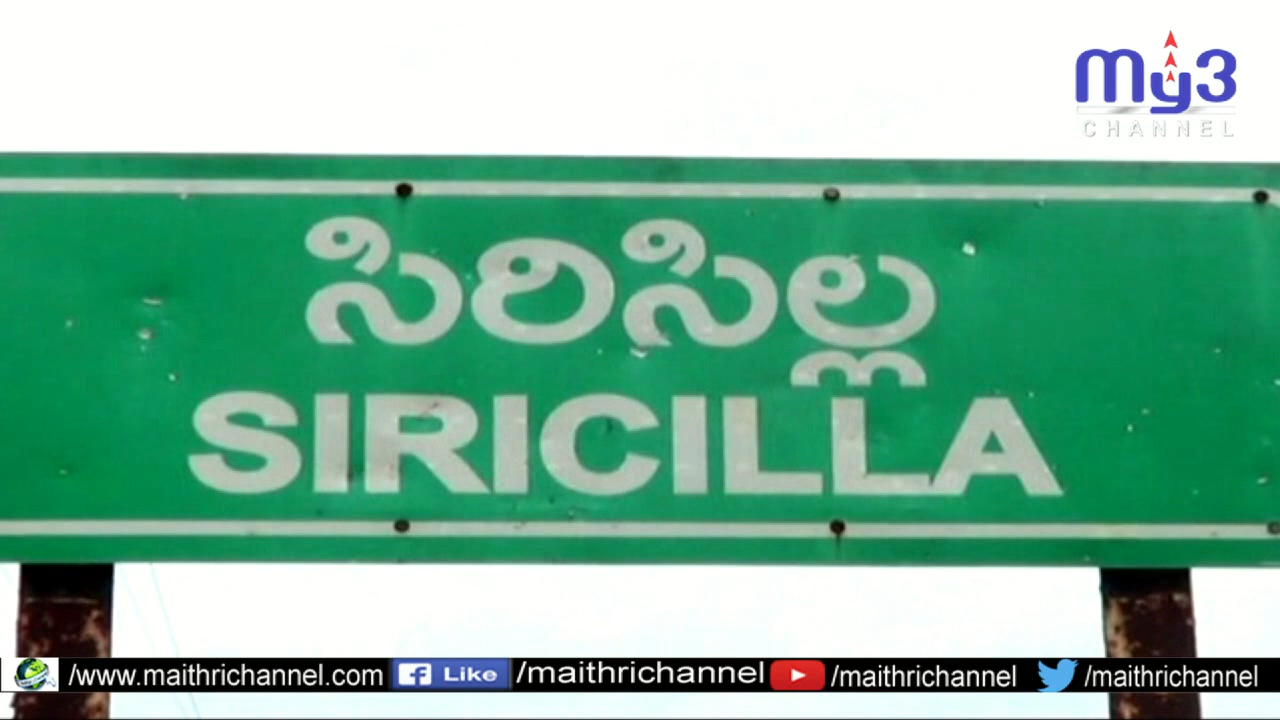 My3
CHANNEL
సిరిసిల్ల
SIRICILLA
/www.maithrichannel.com Like /maithrichannel /maithrichannel /maithrichannel